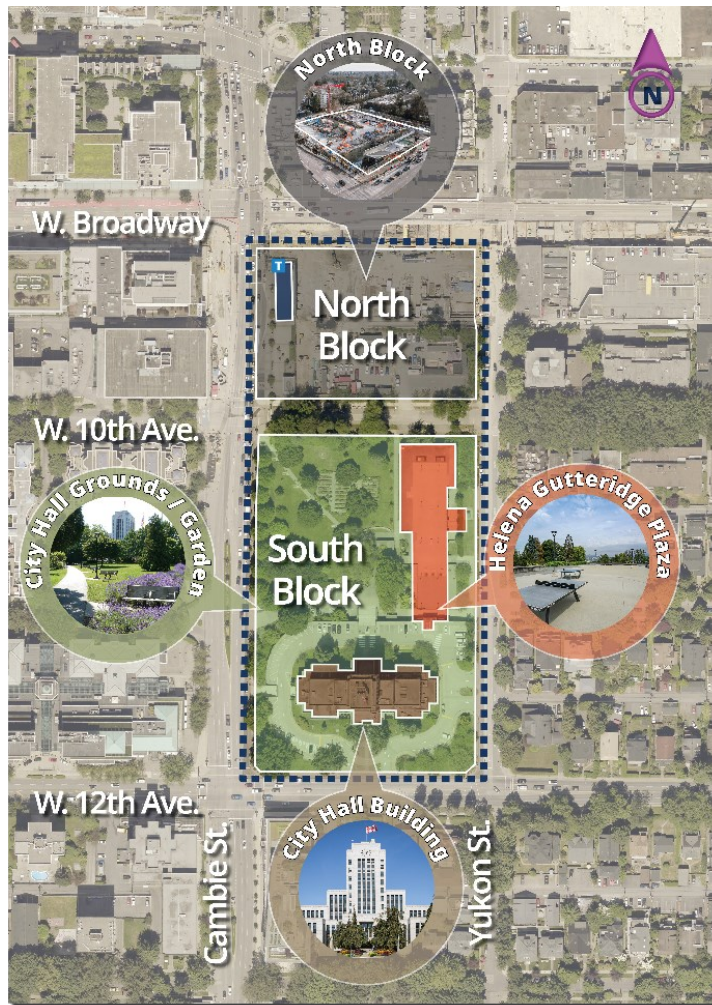 North Block
N
W. Broadway
T
North
Block
W. 10th Ave.
City Hall Grounds / Garden
South
Block
Helena Gutteridge Plaza
W. 12th Ave.
City Hall Building
Cambie St.
Yukon St.